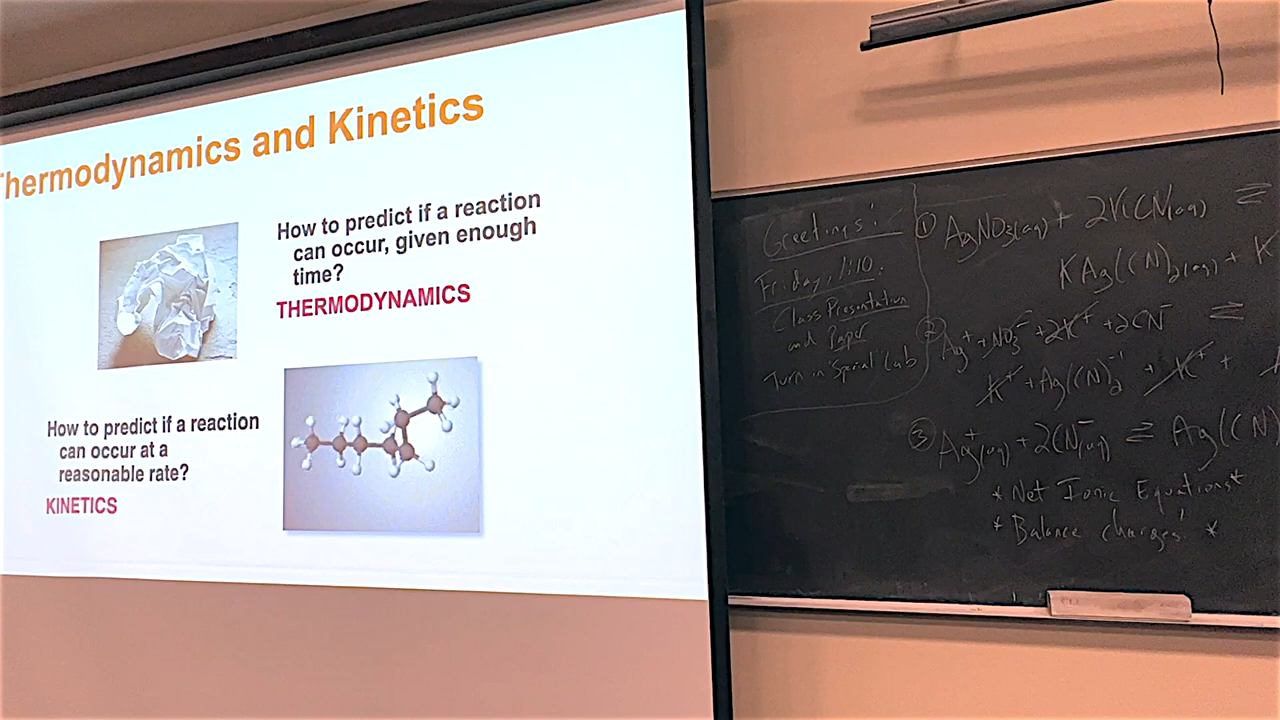 Thermodynamics and Kinetics
How to predict if a reaction
can occur, given enough
time?
THERMODYNAMICS
How to predict if a reaction
can occur at a
reasonable rate?
KINETICS
Greetings!
Friday, 1:10.
Class Presentation
and Paper
Turn in Special Lab
① AgNO₃(aq) + 2KCN(aq) ⇌
KAg(CN)₂(aq) + K
② Ag⁺ + NO₃⁻ + 2K⁺ + 2CN⁻ ⇌
K⁺ + Ag(CN)₂⁻¹ + K⁺ +
③ Ag⁺(aq) + 2CN⁻(aq) ⇌ Ag(CN)
* Net Ionic Equations *
* Balance charges! *